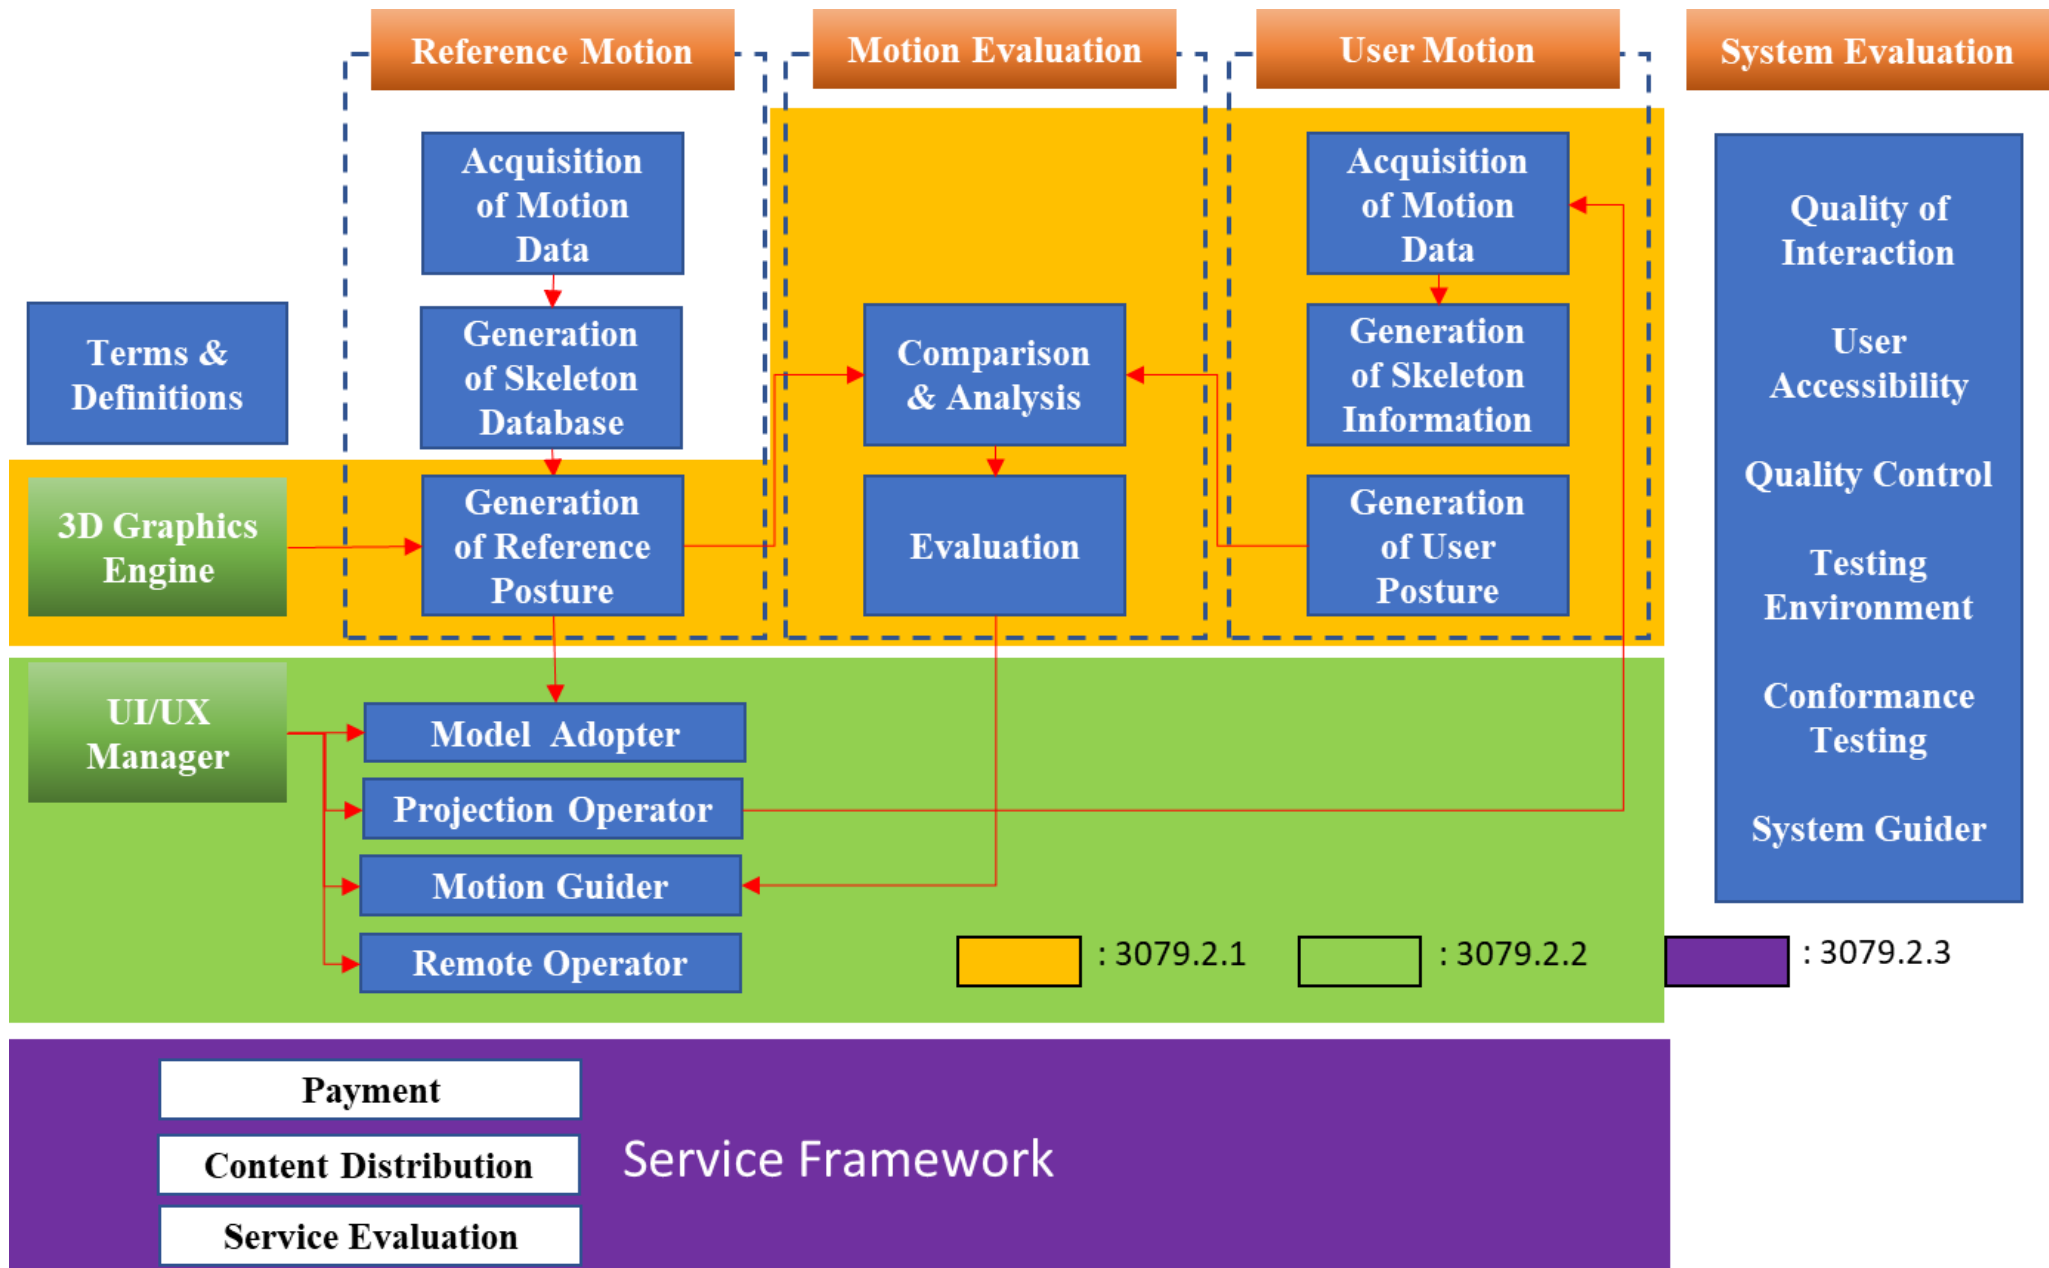 Reference Motion
Motion Evaluation
User Motion
System Evaluation
Acquisition
of Motion
Data
Generation
of Skeleton
Database
Generation
of Reference
Posture
Terms &
Definitions
3D Graphics
Engine
Comparison
& Analysis
Evaluation
Acquisition
of Motion
Data
Generation
of Skeleton
Information
Generation
of User
Posture
Quality of
Interaction
User
Accessibility
Quality Control
Testing
Environment
Conformance
Testing
System Guider
UI/UX
Manager
Model Adopter
Projection Operator
Motion Guider
Remote Operator
: 3079.2.1
: 3079.2.2
: 3079.2.3
Payment
Content Distribution
Service Evaluation
Service Framework